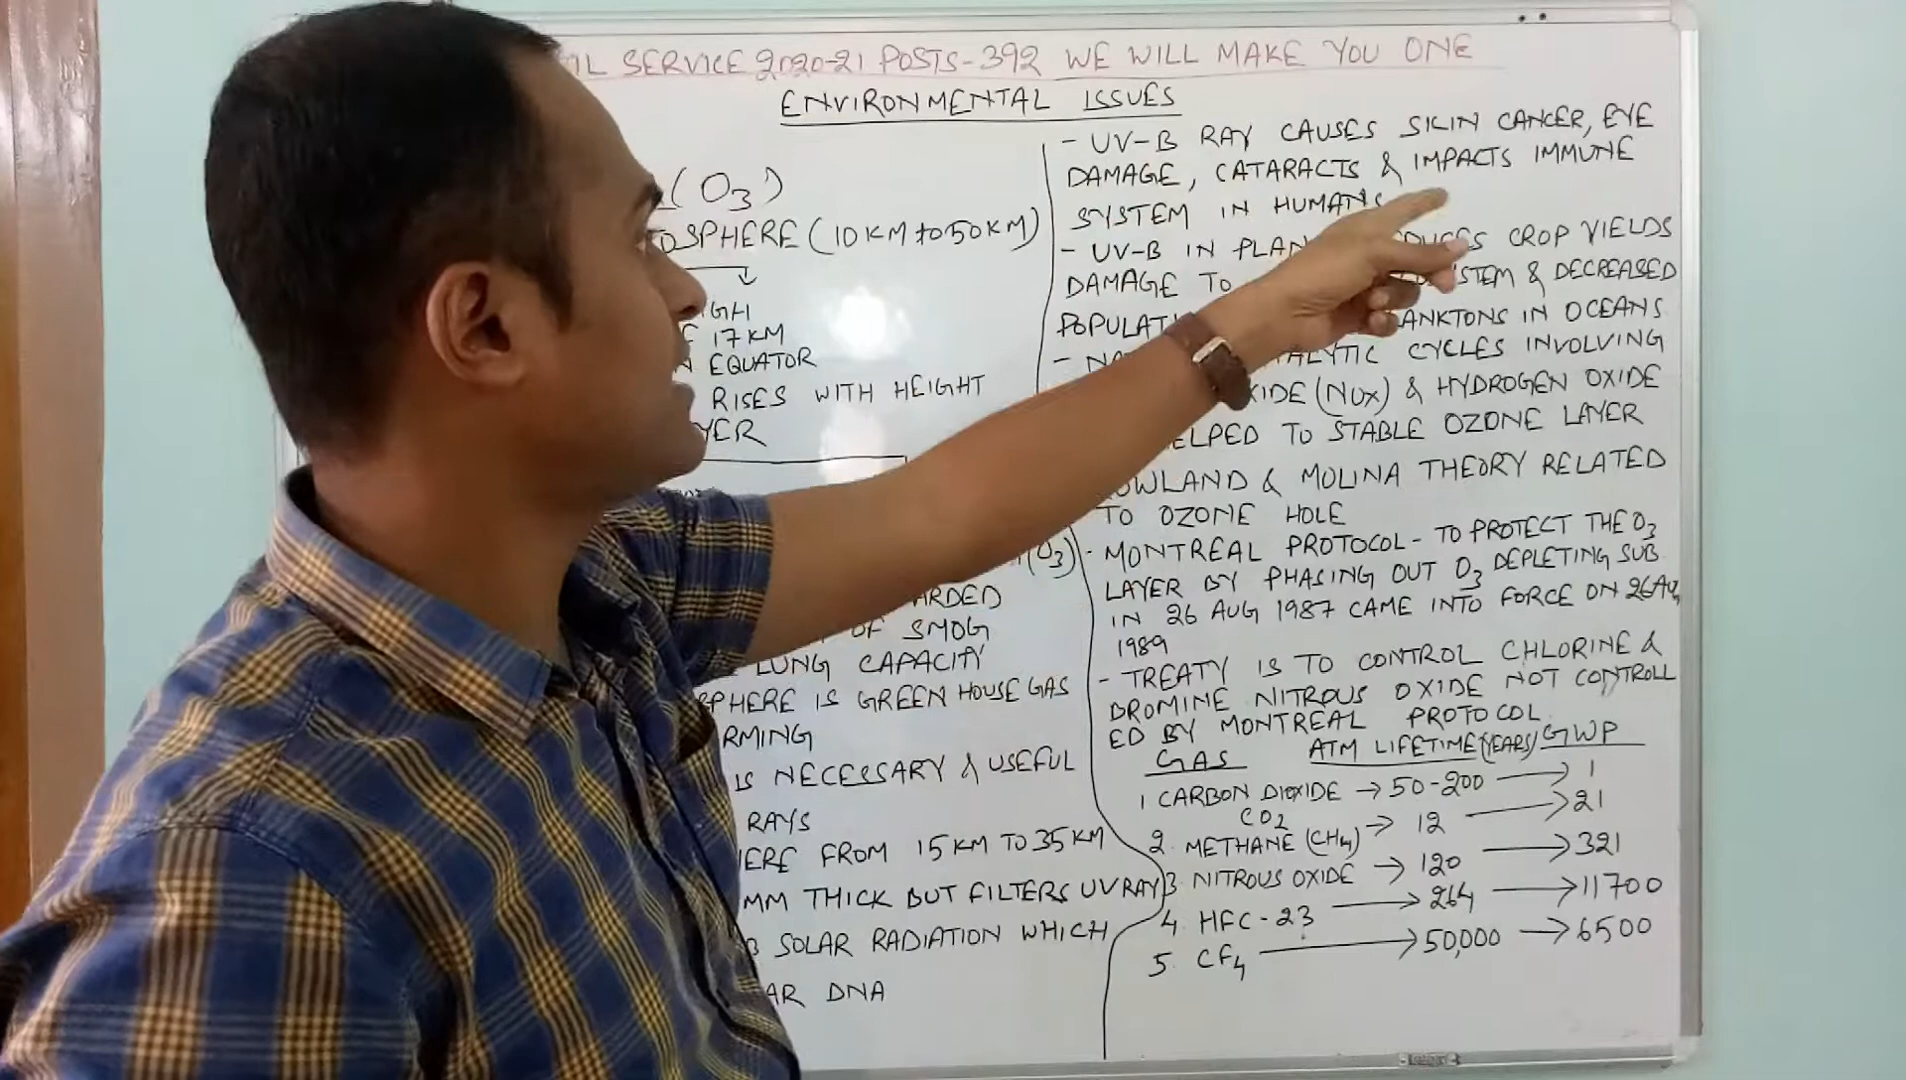 SERVICE 2020-21 POSTS-392 WE WILL MAKE YOU ONE
ENVIRONMENTAL ISSUES
(O3)
OSPHERE (10 KM to 50 KM)
17 KM
EQUATOR
RISES WITH HEIGHT
YER
(O3)
ARDED
OF SMOG
LUNG CAPACITY
SPHERE IS GREEN HOUSE GAS
RMING
IS NECESSARY & USEFUL
RAYS
ERE FROM 15 KM TO 35 KM
MM THICK BUT FILTERS UV RAY
SOLAR RADIATION WHICH
AR DNA
- UV-B RAY CAUSES SKIN CANCER, EYE
DAMAGE, CATARACTS & IMPACTS IMMUNE
SYSTEM IN HUMANS
- UV-B IN PLAN DUCES CROP YIELDS
DAMAGE TO SYSTEM & DECREASED
POPULAT ANKTONS IN OCEANS
- NAT ALYTIC CYCLES INVOLVING
XIDE (NOX) & HYDROGEN OXIDE
ELPED TO STABLE OZONE LAYER
OWLAND & MOLINA THEORY RELATED
TO OZONE HOLE
- MONTREAL PROTOCOL - TO PROTECT THE O3
LAYER BY PHASING OUT O3 DEPLETING SUB
IN 26 AUG 1987 CAME INTO FORCE ON 26 AUG
1989
- TREATY IS TO CONTROL CHLORINE &
BROMINE NITROUS OXIDE NOT CONTROLL
ED BY MONTREAL PROTOCOL
GAS ATM LIFETIME (YEARS) GWP
1 CARBON DIOXIDE → 50-200 → 1
CO2
2. METHANE (CH4) → 12 → 21
3 NITROUS OXIDE → 120 → 321
4. HFC-23 → 264 → 11700
5. CF4 → 50,000 → 6500